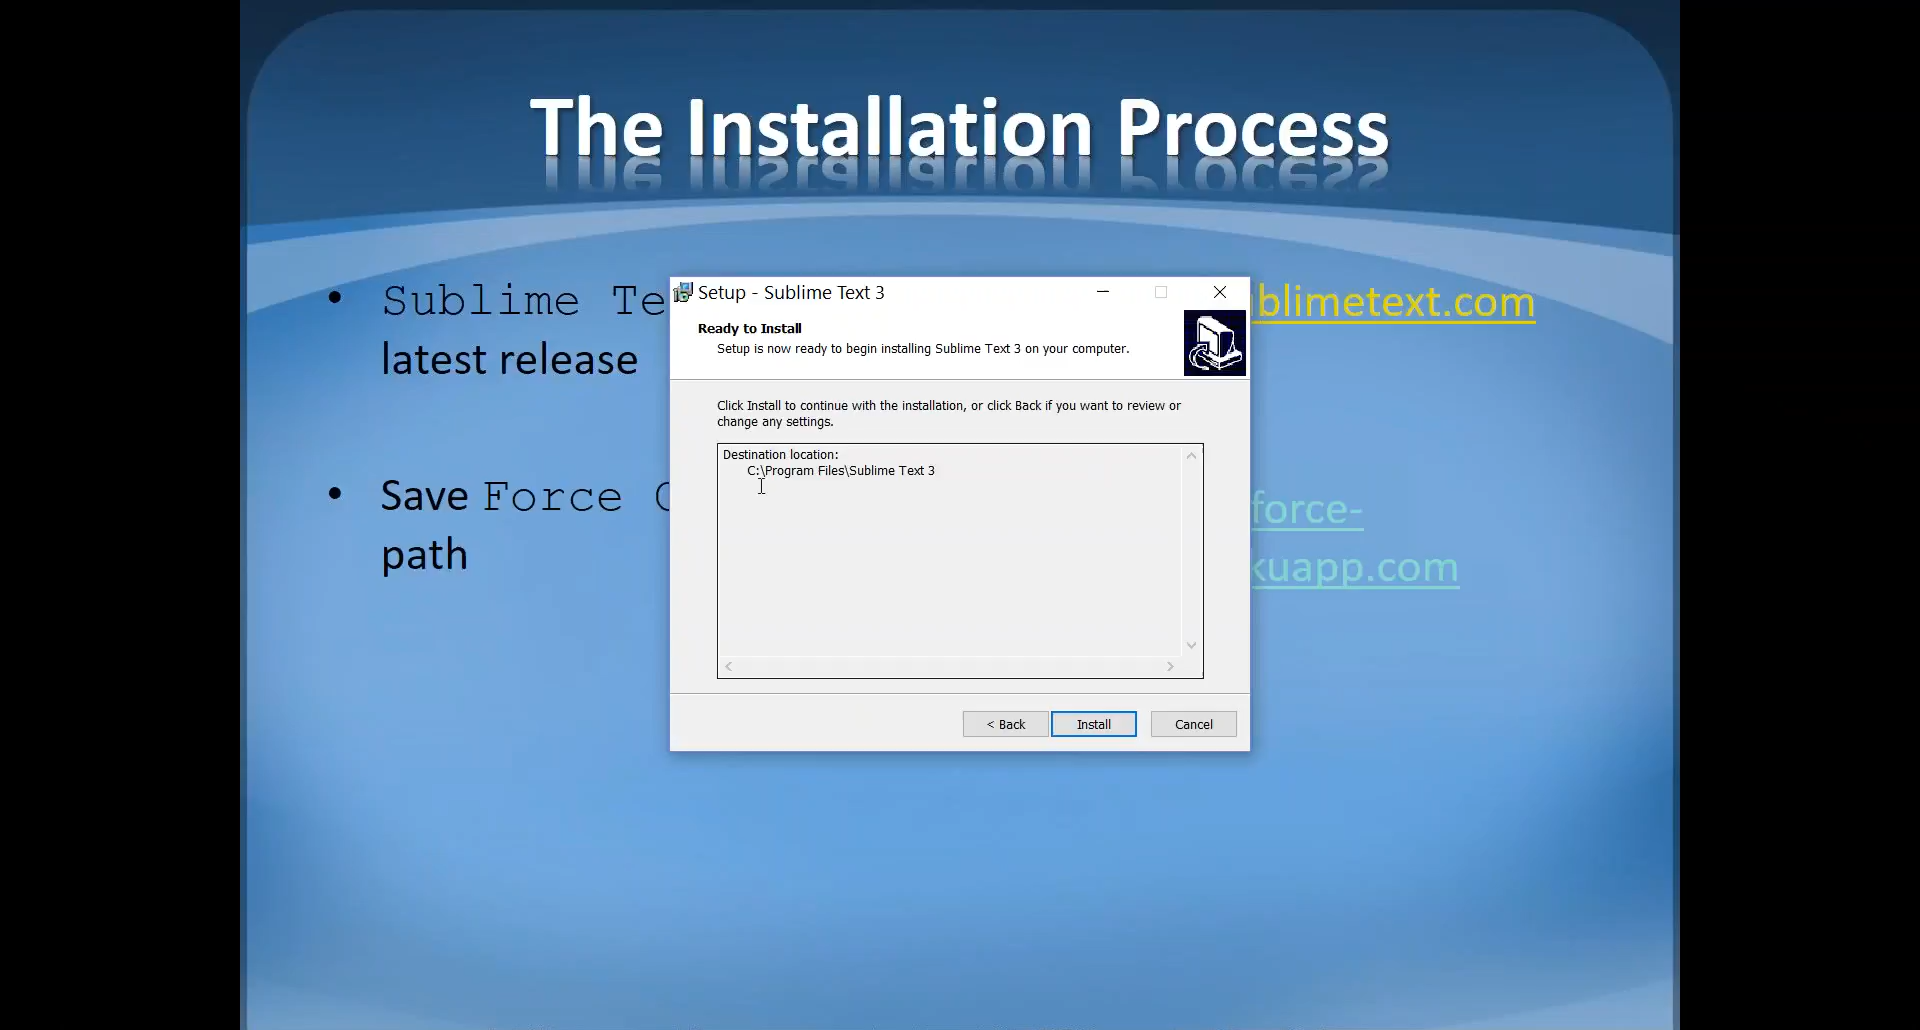 The Installation Process
• Sublime Te
blimetext.com
latest release
• Save Force
force-
path
kuapp.com
Setup - Sublime Text 3
Ready to Install
Setup is now ready to begin installing Sublime Text 3 on your computer.
Click Install to continue with the installation, or click Back if you want to review or
change any settings.
Destination location:
C:\Program Files\Sublime Text 3
< Back
Install
Cancel